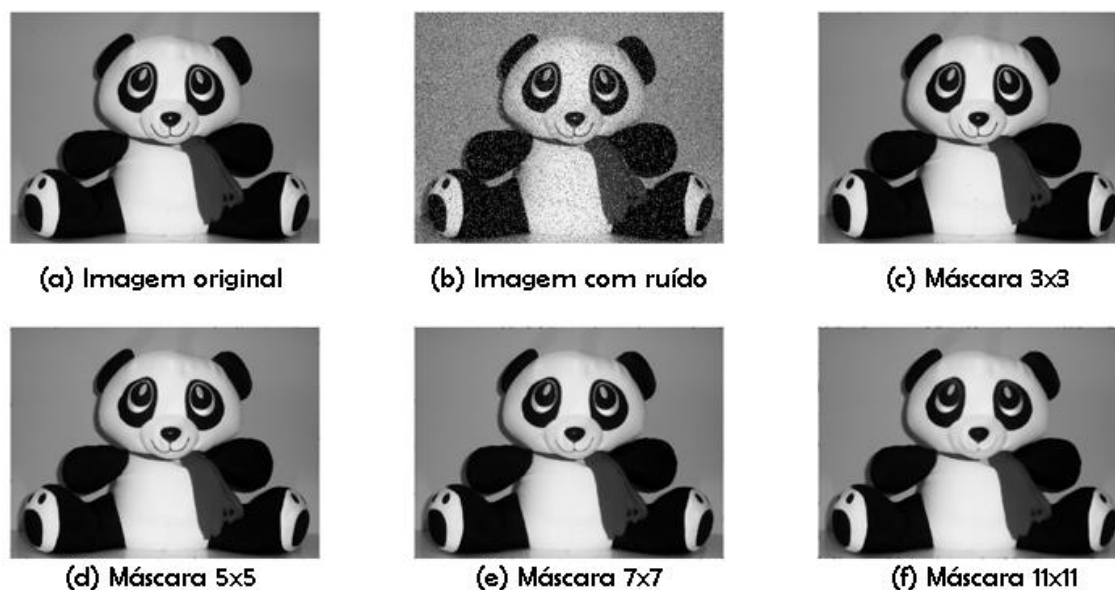 (a) Imagem original
(b) Imagem com ruído
(c) Máscara 3x3
(d) Máscara 5x5
(e) Máscara 7x7
(f) Máscara 11x11